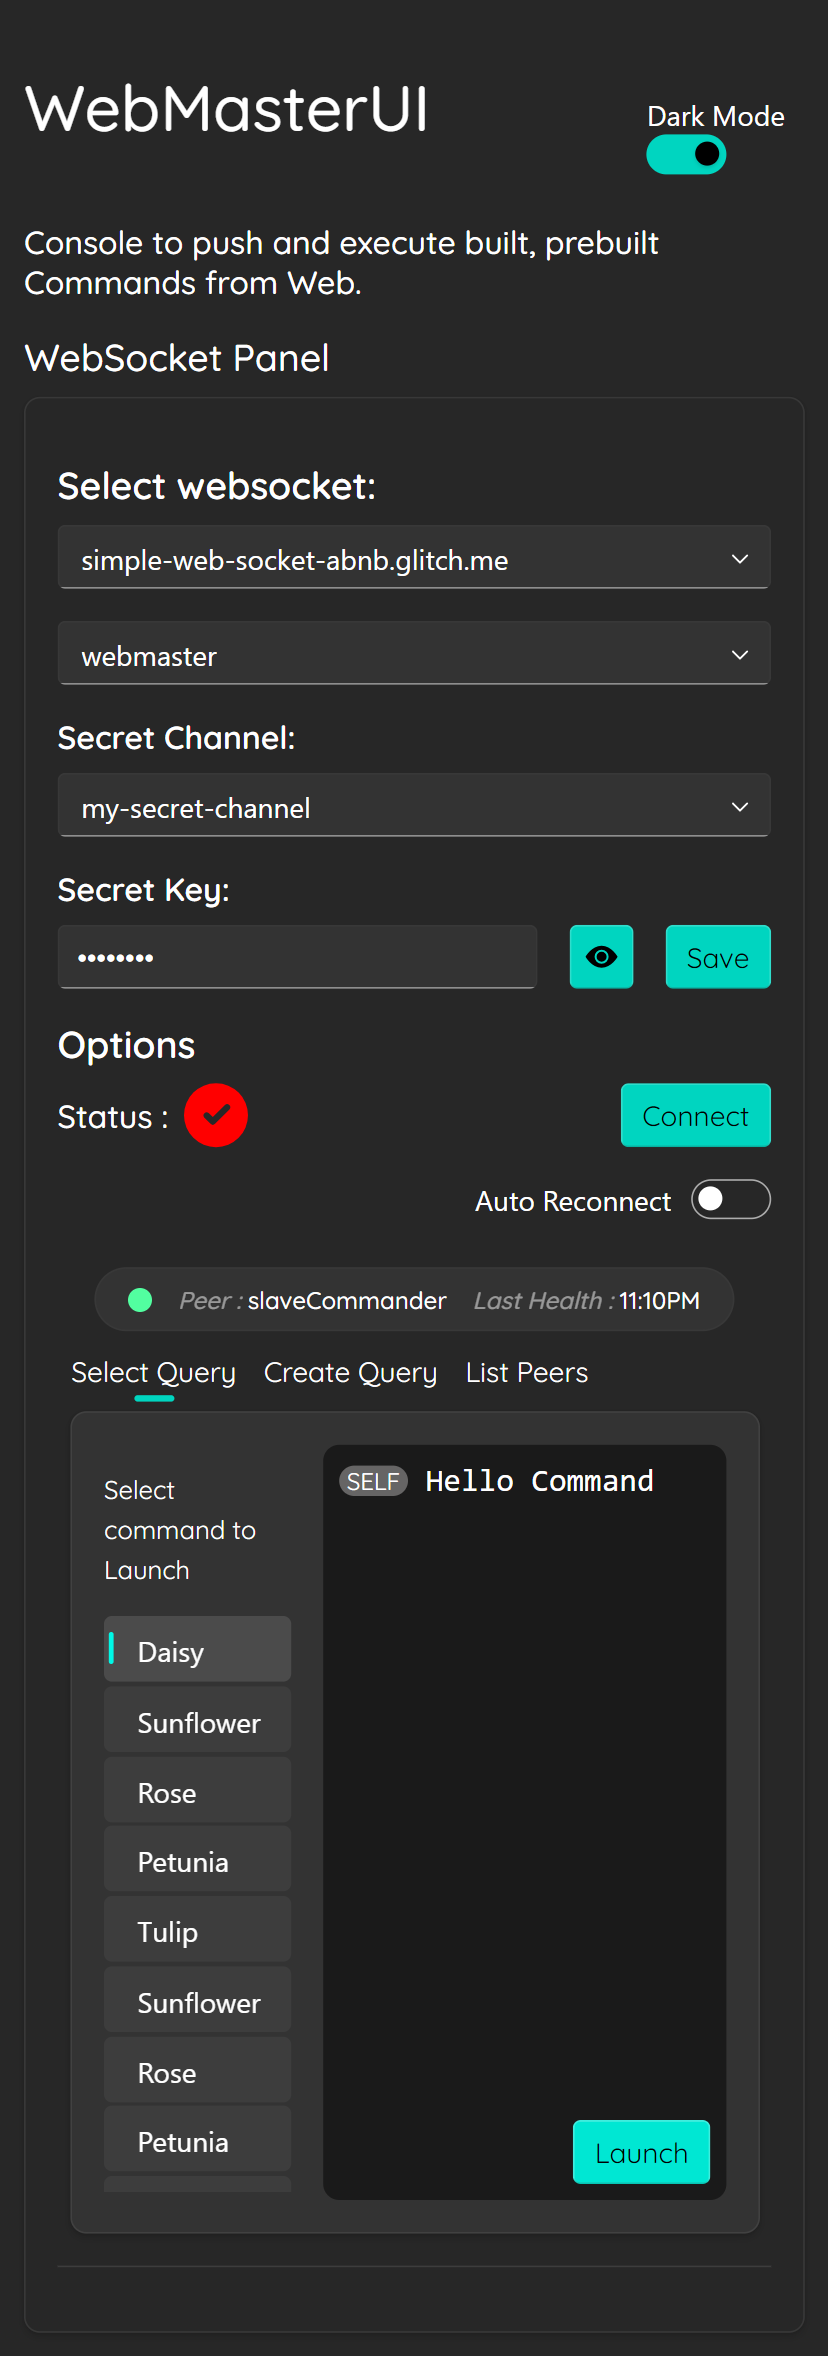 WebMasterUI
Dark Mode
Console to push and execute built, prebuilt
Commands from Web.
WebSocket Panel
Select websocket:
simple-web-socket-abnb.glitch.me
webmaster
Secret Channel:
my-secret-channel
Secret Key:
••••••••
Save
Options
Status :
Connect
Auto Reconnect
Peer : slaveCommander Last Health : 11:10PM
Select Query Create Query List Peers
Select
command to
Launch
Daisy
Sunflower
Rose
Petunia
Tulip
Sunflower
Rose
Petunia
SELF Hello Command
Launch